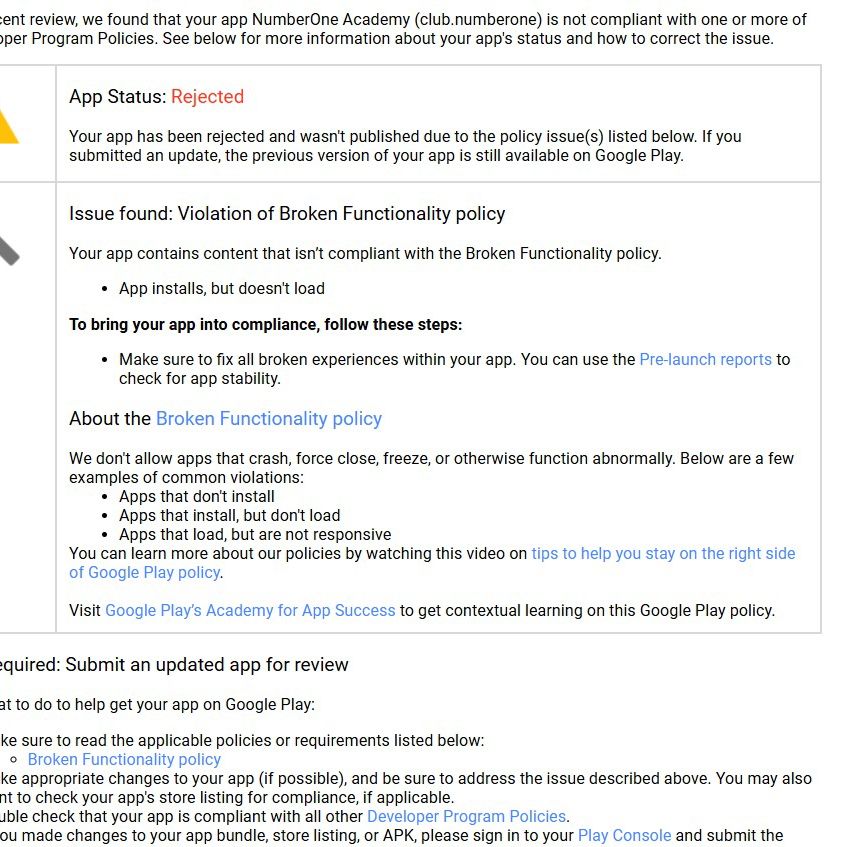 cent review, we found that your app NumberOne Academy (club.numberone) is not compliant with one or more of
oper Program Policies. See below for more information about your app's status and how to correct the issue.
App Status: Rejected
Your app has been rejected and wasn't published due to the policy issue(s) listed below. If you
submitted an update, the previous version of your app is still available on Google Play.
Issue found: Violation of Broken Functionality policy
Your app contains content that isn’t compliant with the Broken Functionality policy.
• App installs, but doesn't load
To bring your app into compliance, follow these steps:
• Make sure to fix all broken experiences within your app. You can use the Pre-launch reports to
check for app stability.
About the Broken Functionality policy
We don't allow apps that crash, force close, freeze, or otherwise function abnormally. Below are a few
examples of common violations:
• Apps that don't install
• Apps that install, but don't load
• Apps that load, but are not responsive
You can learn more about our policies by watching this video on tips to help you stay on the right side
of Google Play policy.
Visit Google Play’s Academy for App Success to get contextual learning on this Google Play policy.
equired: Submit an updated app for review
at to do to help get your app on Google Play:
ke sure to read the applicable policies or requirements listed below:
○ Broken Functionality policy
ke appropriate changes to your app (if possible), and be sure to address the issue described above. You may also
nt to check your app's store listing for compliance, if applicable.
uble check that your app is compliant with all other Developer Program Policies.
ou made changes to your app bundle, store listing, or APK, please sign in to your Play Console and submit the